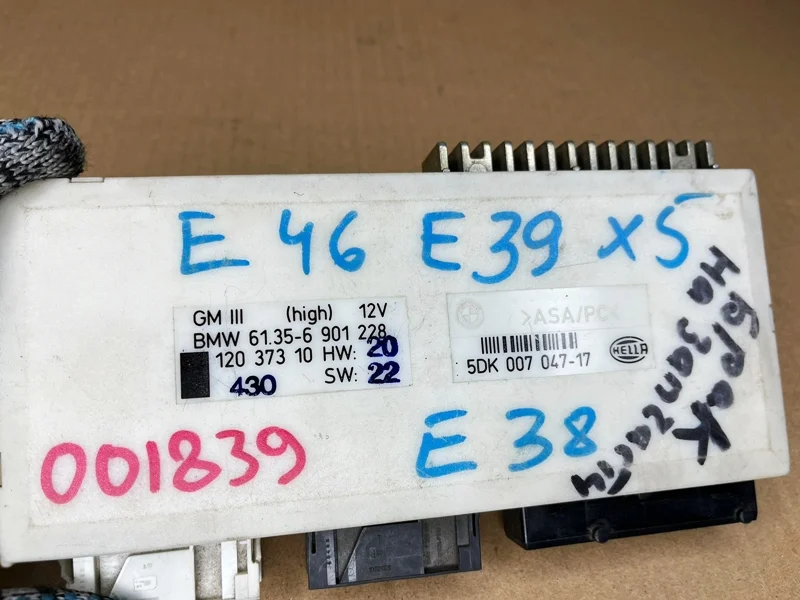 E 46 E39 X5
GM III (high) 12V
BMW 61.35-6 901 228
120 373 10 HW: 20
430 SW: 22
>ASA/PC<
5DK 007 047-17
HELLA
001839
E 38
Брак
на запчасти